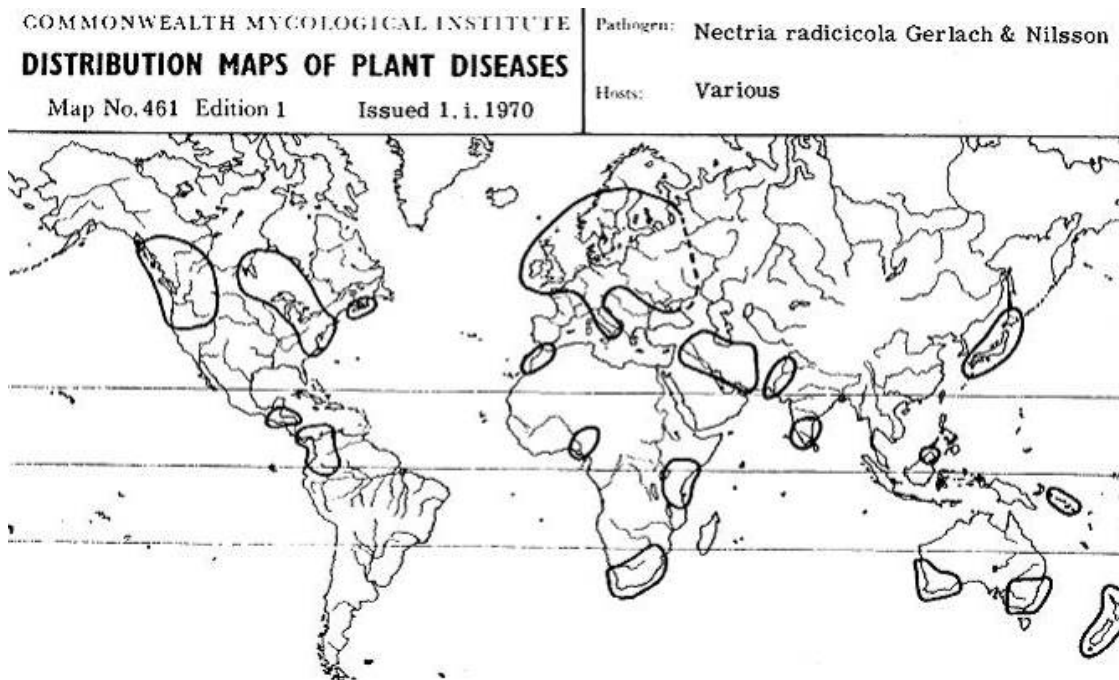 COMMONWEALTH MYCOLOGICAL INSTITUTE
DISTRIBUTION MAPS OF PLANT DISEASES
Map No. 461 Edition 1 Issued 1. i. 1970
Pathogen: Nectria radicicola Gerlach & Nilsson
Hosts: Various